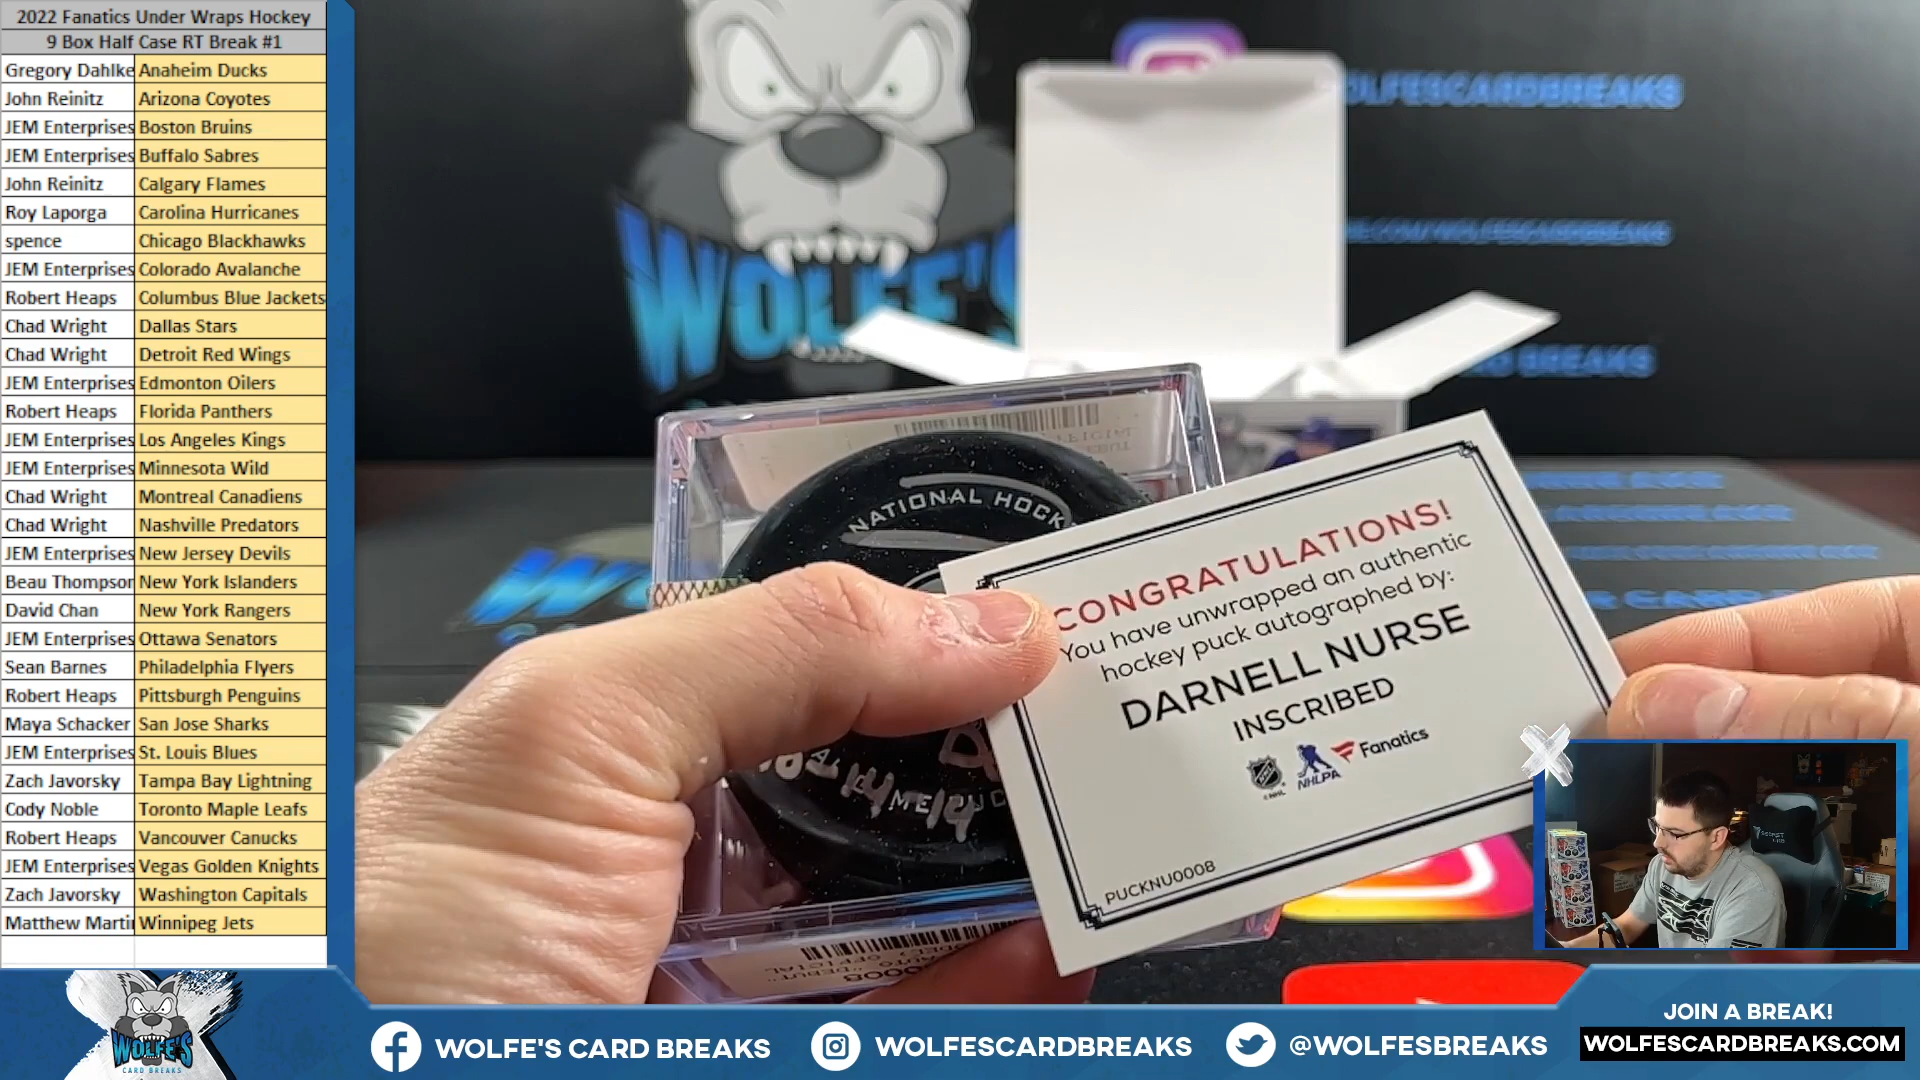 2022 Fanatics Under Wraps Hockey
9 Box Half Case RT Break #1
Gregory Dahlke Anaheim Ducks
John Reinitz Arizona Coyotes
JEM Enterprises Boston Bruins
JEM Enterprises Buffalo Sabres
John Reinitz Calgary Flames
Roy Laporga Carolina Hurricanes
spence Chicago Blackhawks
JEM Enterprises Colorado Avalanche
Robert Heaps Columbus Blue Jackets
Chad Wright Dallas Stars
Chad Wright Detroit Red Wings
JEM Enterprises Edmonton Oilers
Robert Heaps Florida Panthers
JEM Enterprises Los Angeles Kings
JEM Enterprises Minnesota Wild
Chad Wright Montreal Canadiens
Chad Wright Nashville Predators
JEM Enterprises New Jersey Devils
Beau Thompson New York Islanders
David Chan New York Rangers
JEM Enterprises Ottawa Senators
Sean Barnes Philadelphia Flyers
Robert Heaps Pittsburgh Penguins
Maya Schacker San Jose Sharks
JEM Enterprises St. Louis Blues
Zach Javorsky Tampa Bay Lightning
Cody Noble Toronto Maple Leafs
Robert Heaps Vancouver Canucks
JEM Enterprises Vegas Golden Knights
Zach Javorsky Washington Capitals
Matthew Marti Winnipeg Jets
WOLFE'S
WOLFESCARDBREAKS
NATIONAL HOCK
CONGRATULATIONS!
You have unwrapped an authentic
hockey puck autographed by:
DARNELL NURSE
INSCRIBED
NHL NHLPA Fanatics
PUCKNU0008
14-14
WOLFE'S
CARD BREAKS
WOLFE'S CARD BREAKS
WOLFESCARDBREAKS
@WOLFESBREAKS
JOIN A BREAK!
WOLFESCARDBREAKS.COM